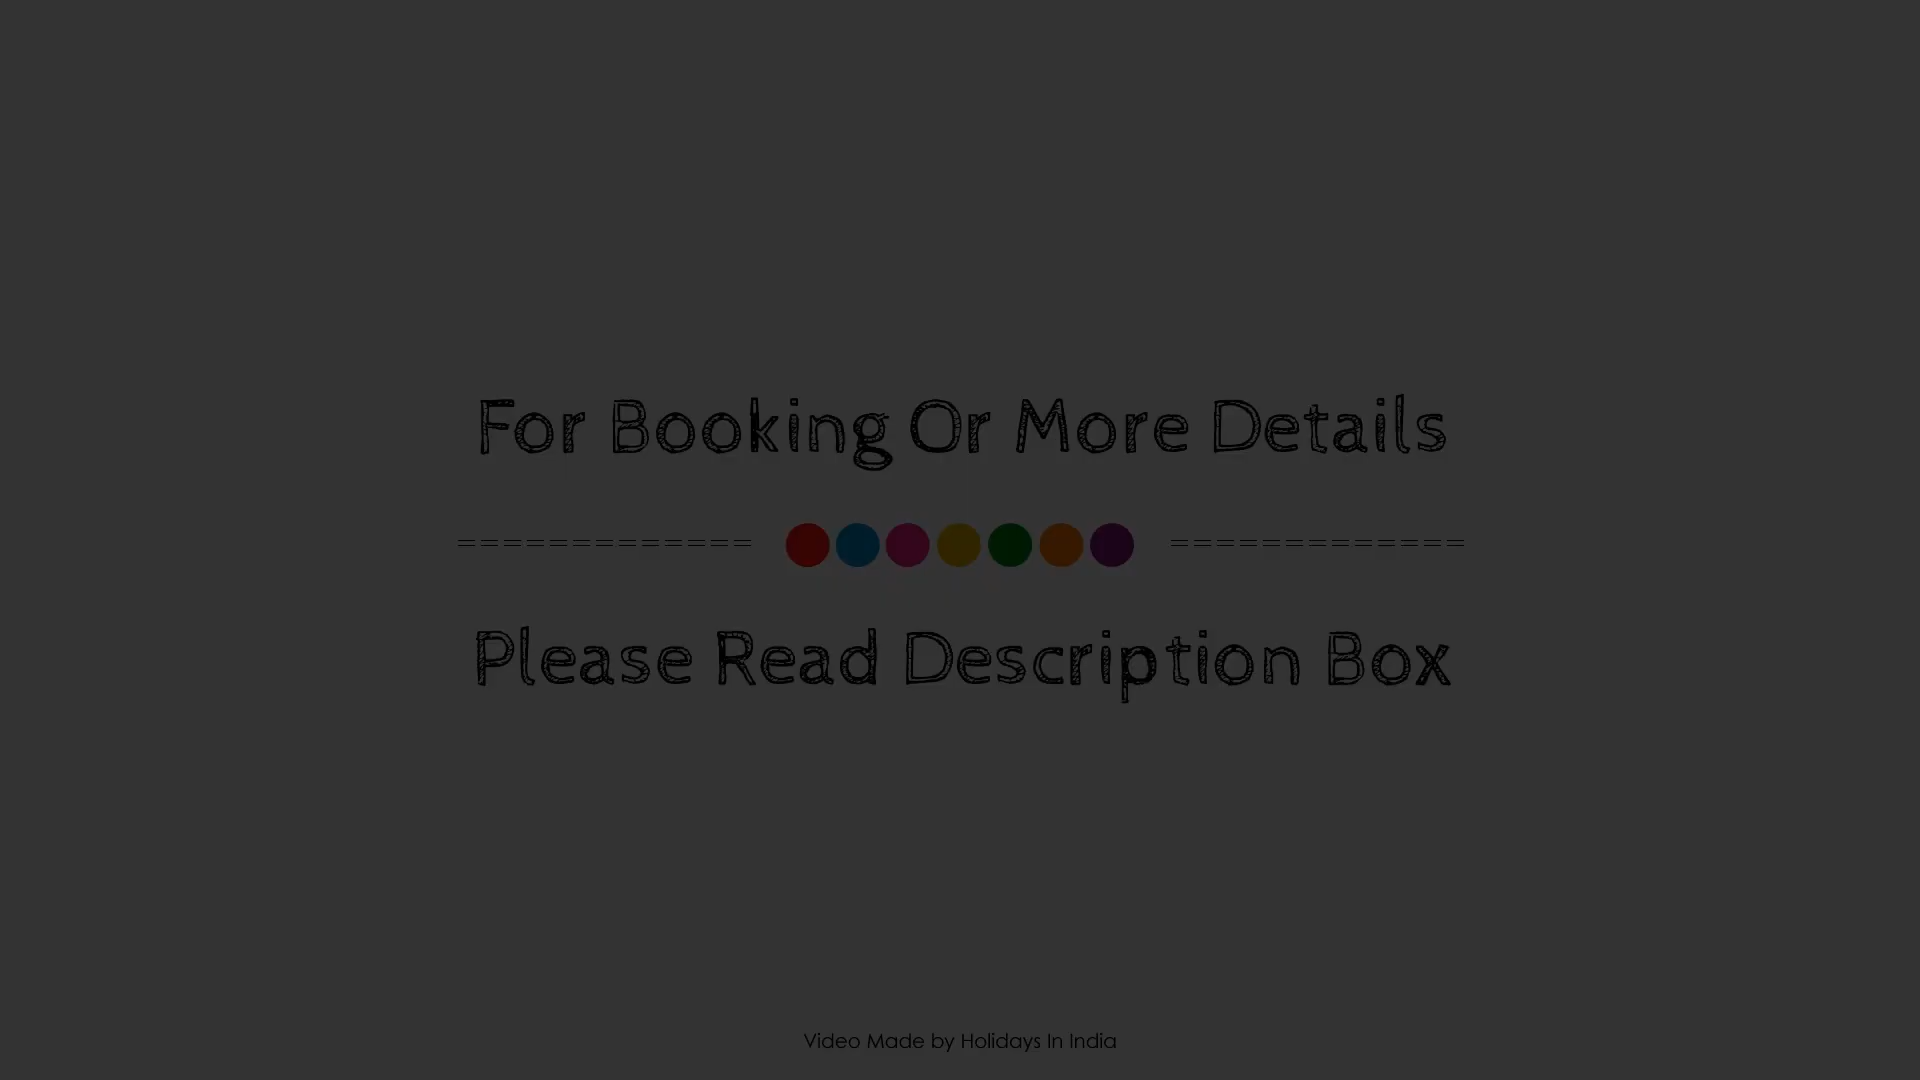 For Booking Or More Details
============= =============
Please Read Description Box
Video Made by Holidays In India